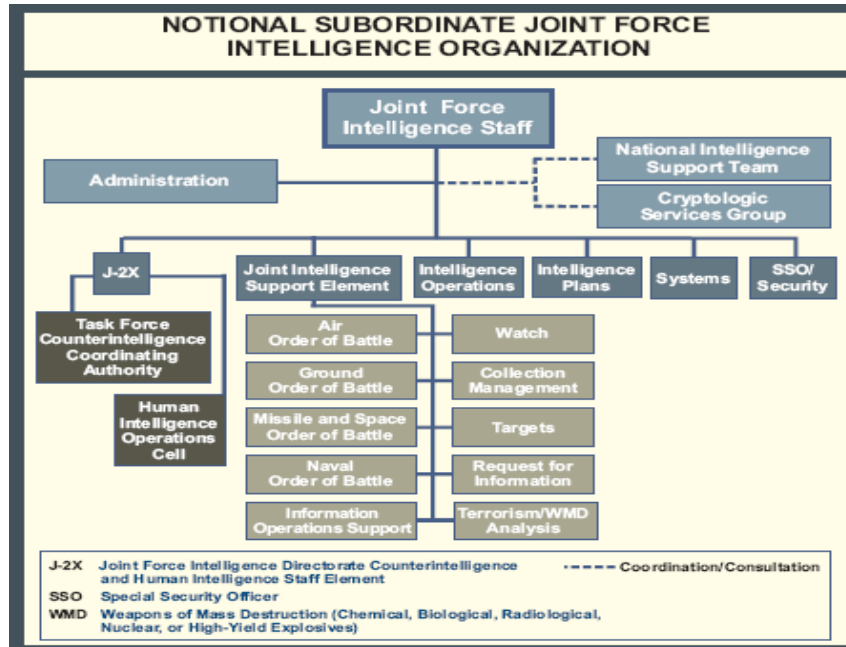 NOTIONAL SUBORDINATE JOINT FORCE
INTELLIGENCE ORGANIZATION
Joint Force
Intelligence Staff
National Intelligence
Support Team
Administration
Cryptologic
Services Group
J-2X
Joint Intelligence
Support Element
Intelligence
Operations
Intelligence
Plans
Systems
SSO/
Security
Task Force
Counterintelligence
Coordinating
Authority
Human
Intelligence
Operations
Cell
Air
Order of Battle
Watch
Ground
Order of Battle
Collection
Management
Missile and Space
Order of Battle
Targets
Naval
Order of Battle
Request for
Information
Information
Operations Support
Terrorism/WMD
Analysis
J-2X Joint Force Intelligence Directorate Counterintelligence
and Human Intelligence Staff Element
Coordination/Consultation
SSO Special Security Officer
WMD Weapons of Mass Destruction (Chemical, Biological, Radiological,
Nuclear, or High-Yield Explosives)